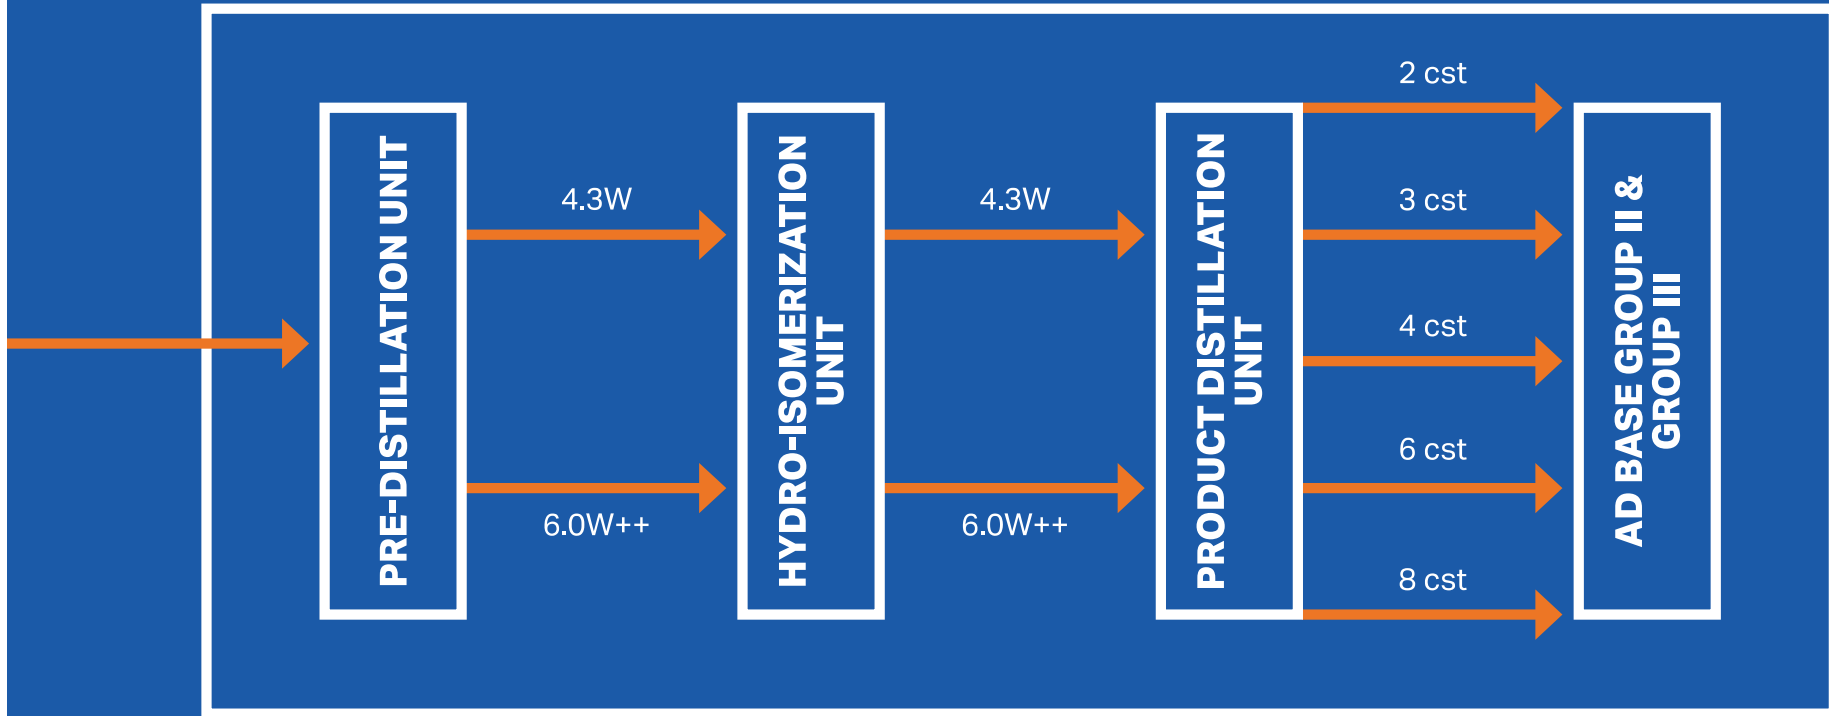 PRE-DISTILLATION UNIT
4.3W
6.0W++
HYDRO-ISOMERIZATION
UNIT
4.3W
6.0W++
PRODUCT DISTILLATION
UNIT
2 cst
3 cst
4 cst
6 cst
8 cst
AD BASE GROUP II &
GROUP III